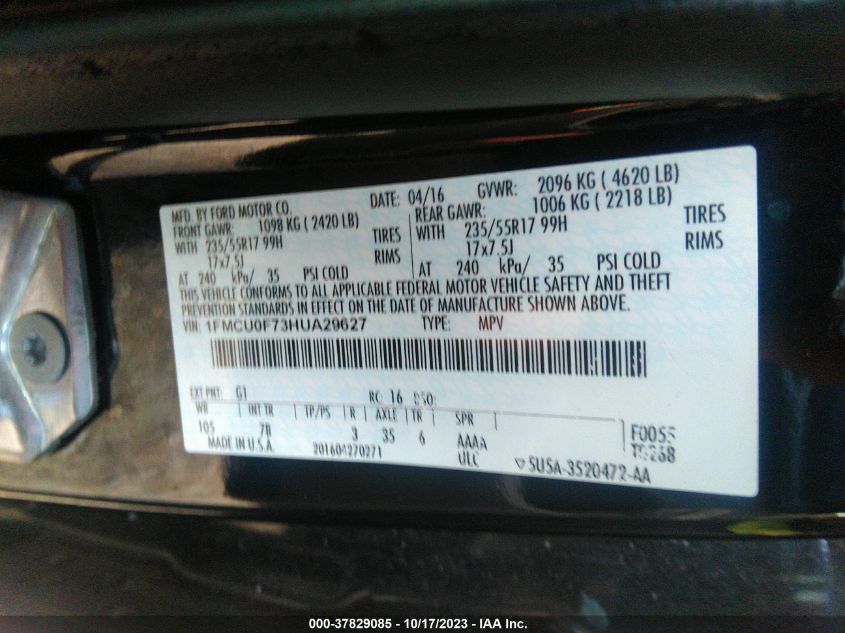 MFD. BY FORD MOTOR CO. DATE: 04/16 GVWR: 2096 KG ( 4620 LB)
FRONT GAWR: 1098 KG ( 2420 LB) REAR GAWR: 1006 KG ( 2218 LB)
WITH 235/55R17 99H TIRES WITH 235/55R17 99H TIRES
17x7.5J RIMS 17x7.5J RIMS
AT 240 kPa/ 35 PSI COLD AT 240 kPa/ 35 PSI COLD
THIS VEHICLE CONFORMS TO ALL APPLICABLE FEDERAL MOTOR VEHICLE SAFETY AND THEFT
PREVENTION STANDARDS IN EFFECT ON THE DATE OF MANUFACTURE SHOWN ABOVE.
VIN: 1FMCU0F73HUA29627 TYPE: MPV
EXT PNT: G1 RC: 16
WB INT TR TP/PS R AXLE TR SPR
105 7B 3 35 6 AAAA F0055
MADE IN U.S.A. 201604270271 ULC 5U5A-3520472-AA
000-37829085 - 10/17/2023 - IAA Inc.